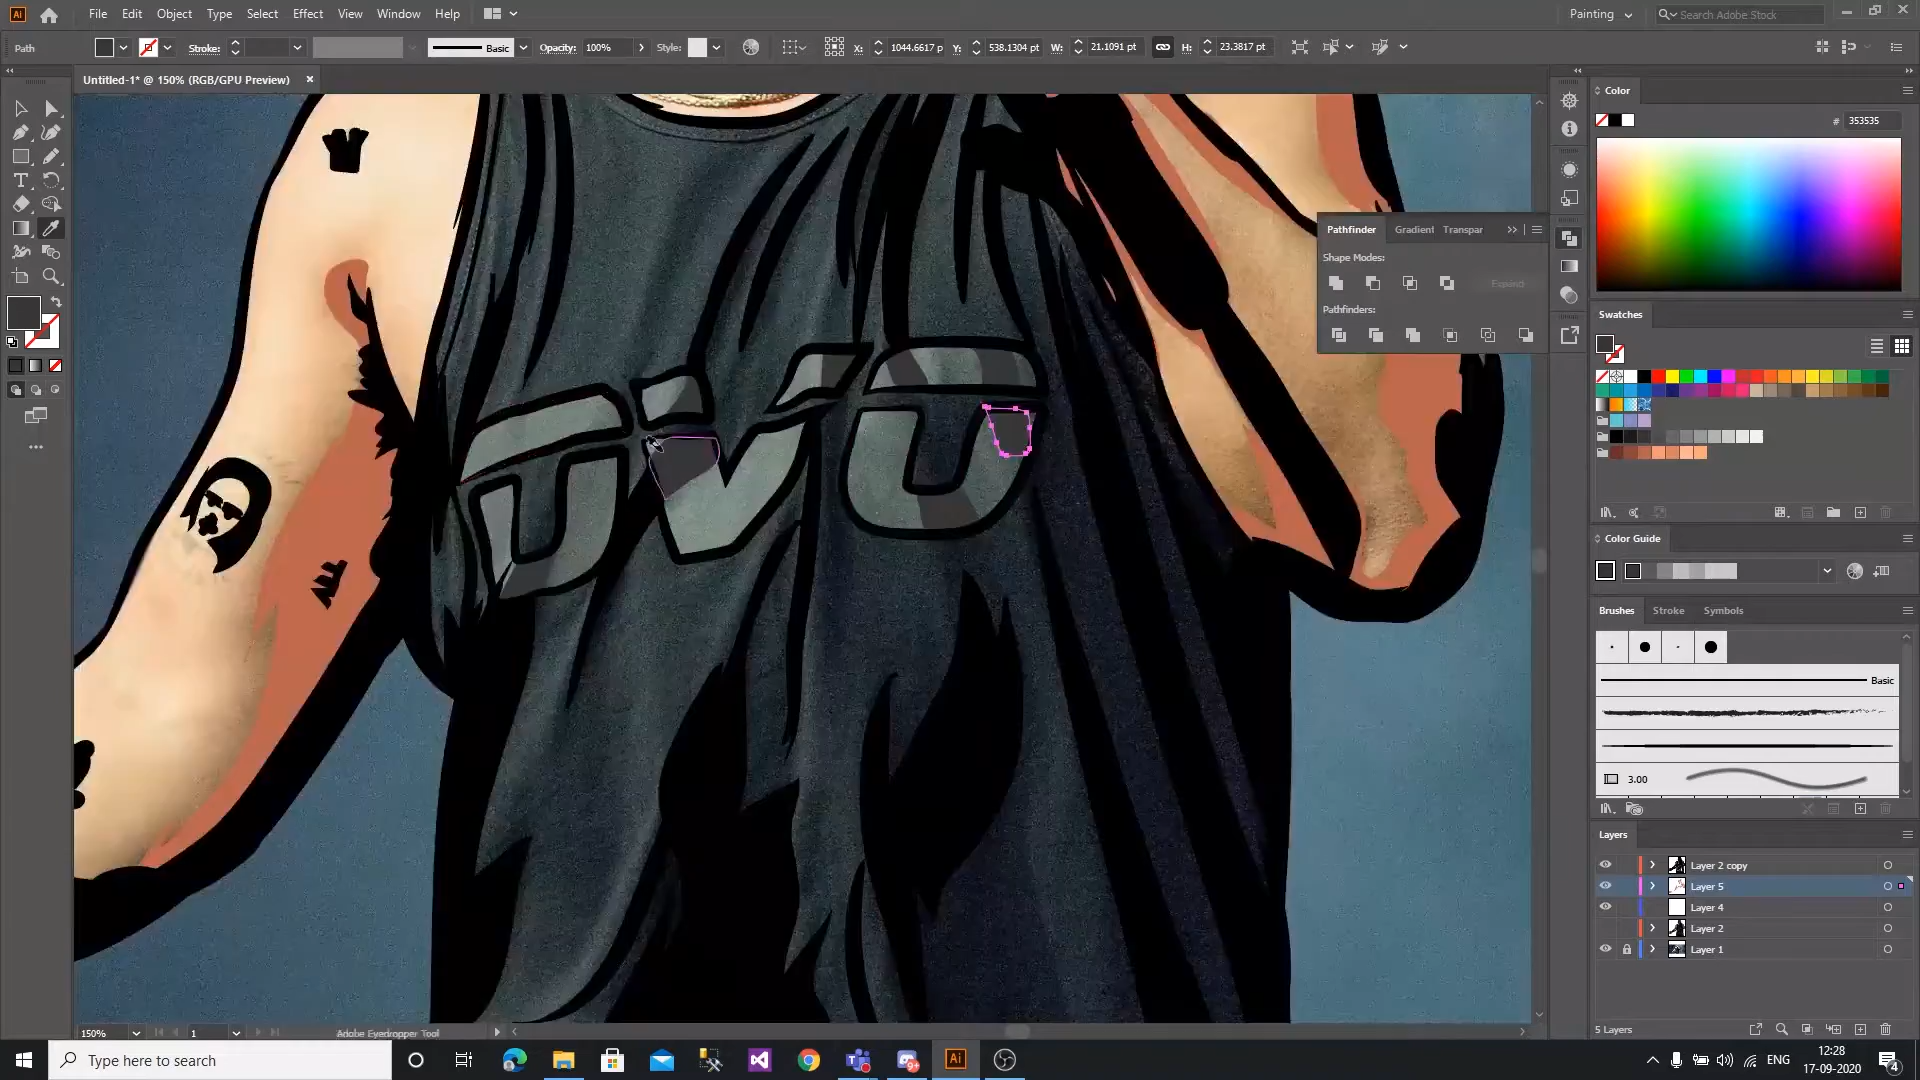 Ai File Edit Object Type Select Effect View Window Help Painting Search Adobe Stock
Path Stroke: Basic Opacity: 100% Style: X: 1044.6617 p Y: 538.1304 pt W: 21.1091 pt H: 23.3817 pt
Untitled-1* @ 150% (RGB/GPU Preview)
Color
# 353535
Pathfinder Gradient Transpar
Shape Modes:
Expand
Pathfinders:
Swatches
Color Guide
Brushes Stroke Symbols
Basic
3.00
Layers
Layer 2 copy
Layer 5
Layer 4
Layer 2
Layer 1
5 Layers
150% 1 Adobe Eyedropper Tool
Type here to search
Ai
ENG
12:28
17-09-2020
4